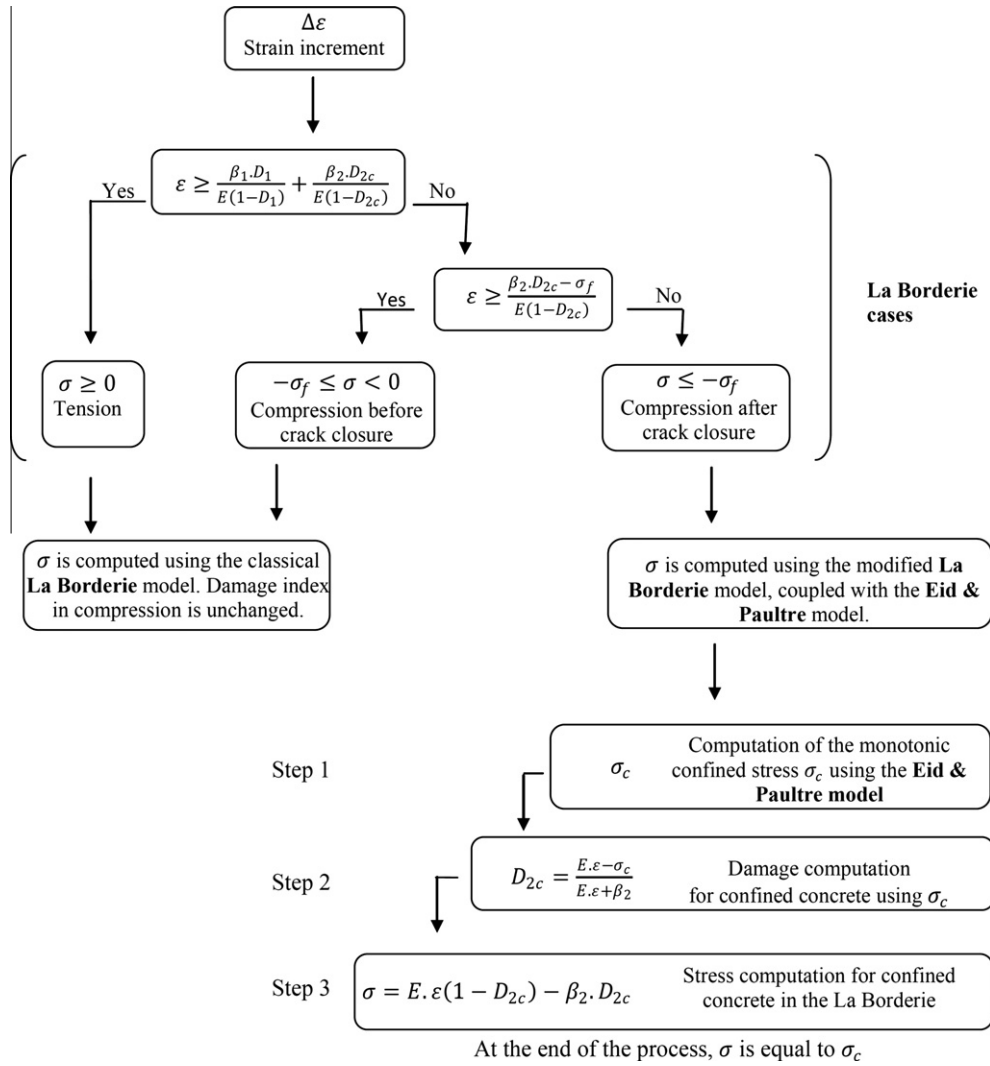 Δε
Strain increment
ε ≥ β₁.D₁/E(1−D₁) + β₂.D₂c/E(1−D₂c)
Yes
No
ε ≥ β₂.D₂c − σf/E(1−D₂c)
Yes
No
La Borderie
cases
σ ≥ 0
Tension
−σf ≤ σ < 0
Compression before
crack closure
σ ≤ −σf
Compression after
crack closure
σ is computed using the classical
La Borderie model. Damage index
in compression is unchanged.
σ is computed using the modified La
Borderie model, coupled with the Eid &
Paultre model.
Step 1
σc
Computation of the monotonic
confined stress σc using the Eid &
Paultre model
Step 2
D₂c = E.ε−σc/E.ε+β₂
Damage computation
for confined concrete using σc
Step 3
σ = E.ε(1 − D₂c) − β₂.D₂c
Stress computation for confined
concrete in the La Borderie
At the end of the process, σ is equal to σc